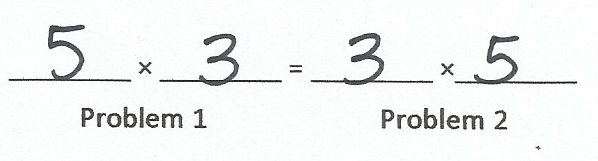 5 × 3 = 3 × 5
Problem 1 Problem 2